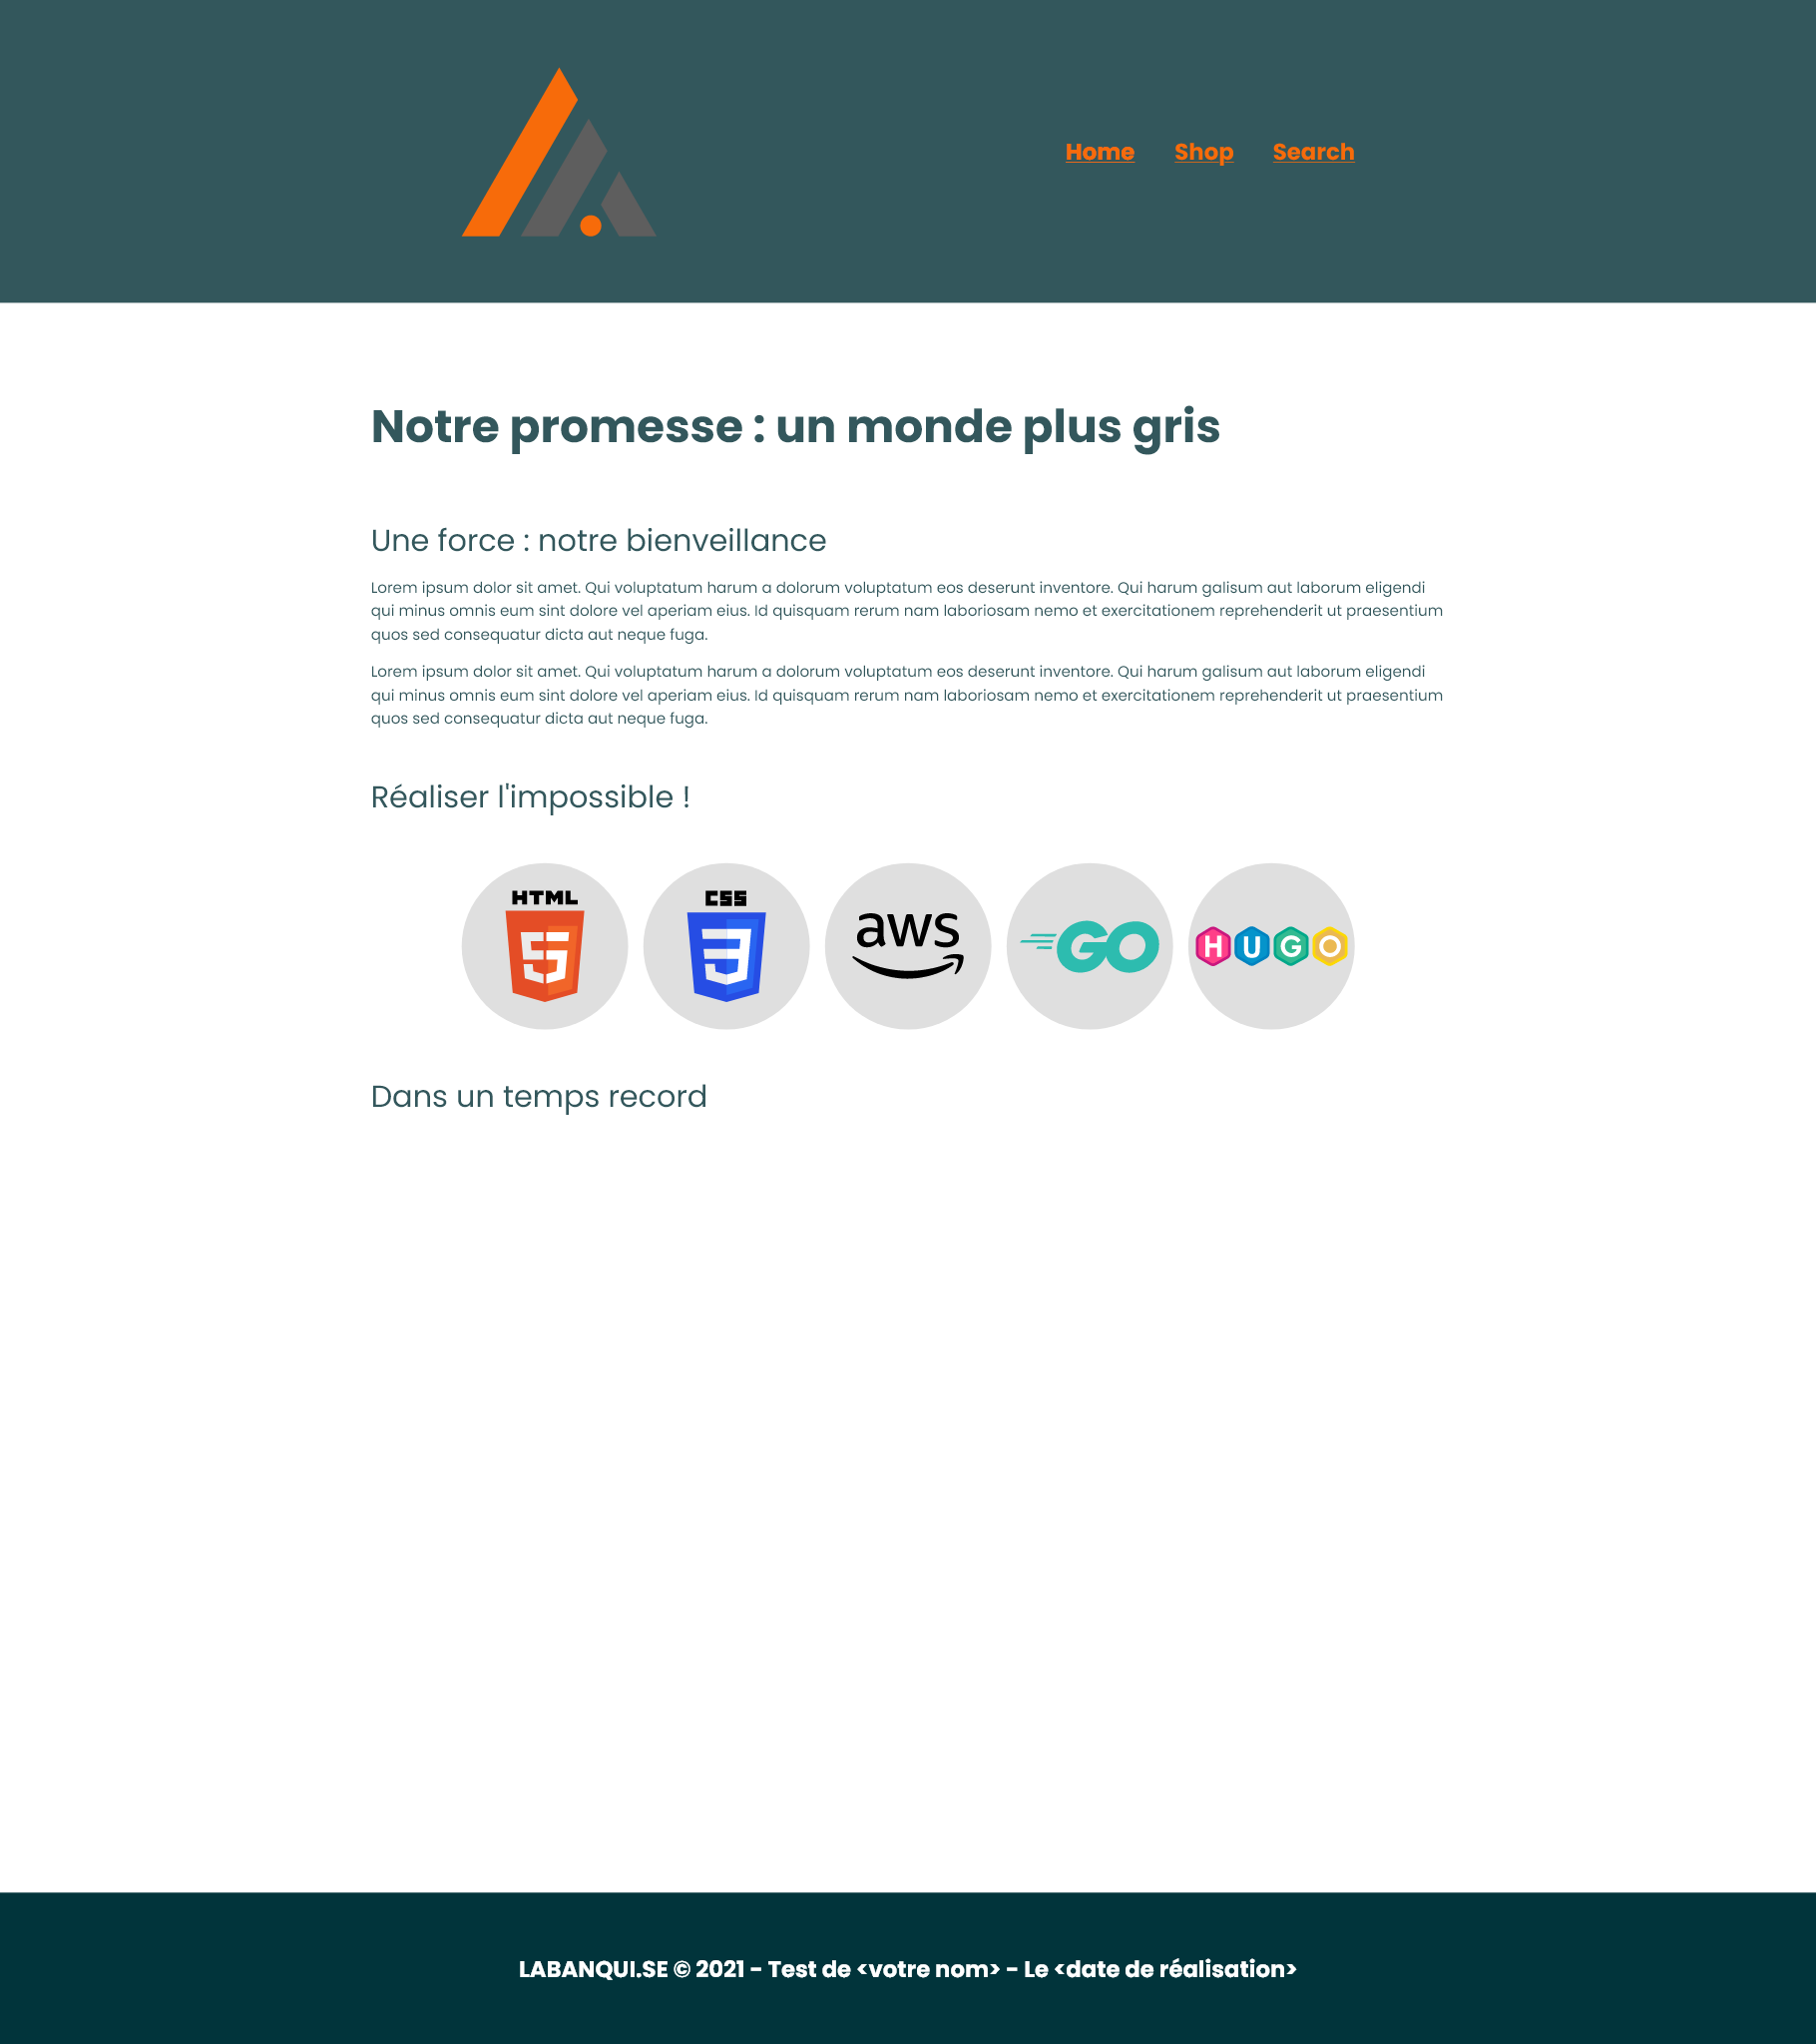 Home Shop Search
Notre promesse : un monde plus gris
Une force : notre bienveillance
Lorem ipsum dolor sit amet. Qui voluptatum harum a dolorum voluptatum eos deserunt inventore. Qui harum galisum aut laborum eligendi
qui minus omnis eum sint dolore vel aperiam eius. Id quisquam rerum nam laboriosam nemo et exercitationem reprehenderit ut praesentium
quos sed consequatur dicta aut neque fuga.
Lorem ipsum dolor sit amet. Qui voluptatum harum a dolorum voluptatum eos deserunt inventore. Qui harum galisum aut laborum eligendi
qui minus omnis eum sint dolore vel aperiam eius. Id quisquam rerum nam laboriosam nemo et exercitationem reprehenderit ut praesentium
quos sed consequatur dicta aut neque fuga.
Réaliser l'impossible !
HTML 5
CSS 3
aws
GO
HUGO
Dans un temps record
LABANQUI.SE © 2021 - Test de <votre nom> - Le <date de réalisation>